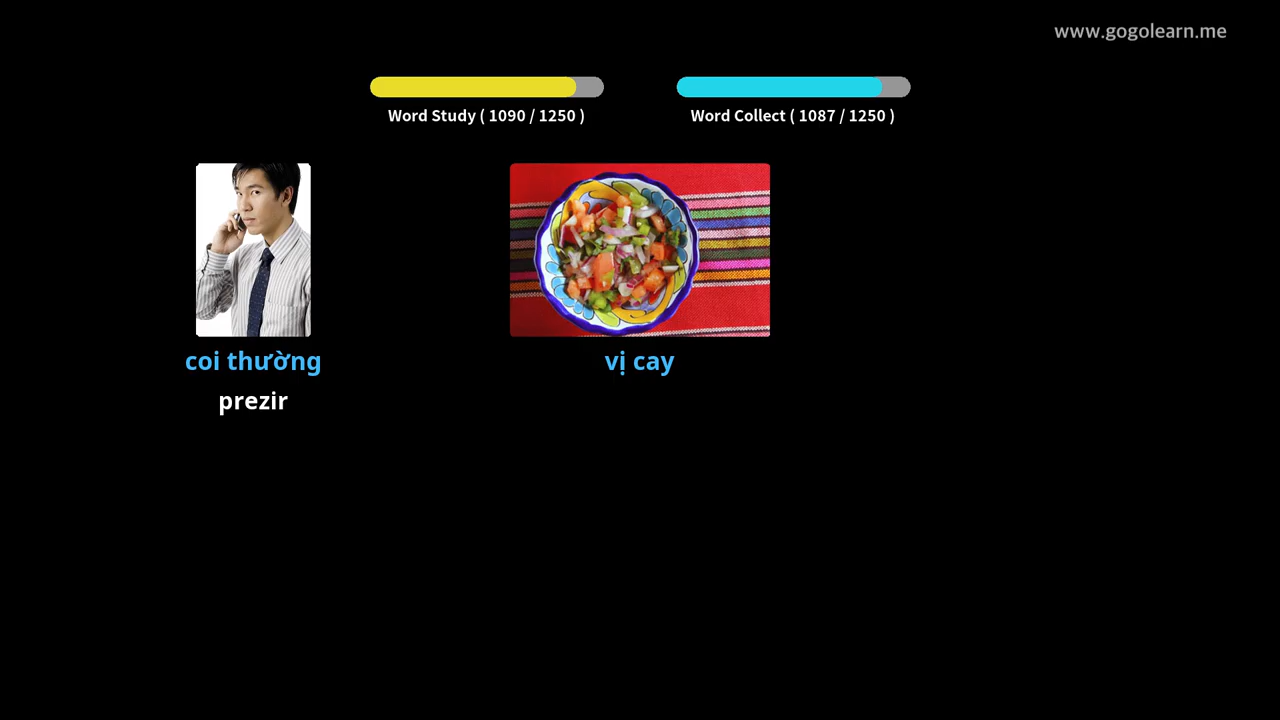 www.gogolearn.me
Word Study ( 1090 / 1250 )
Word Collect ( 1087 / 1250 )
coi thường
vị cay
prezir